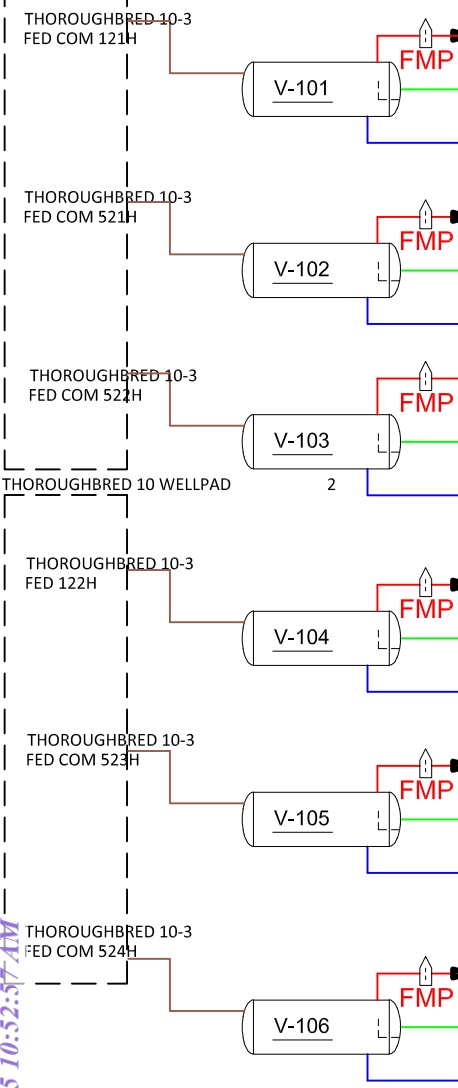 THOROUGHBRED 10-3
FED COM 121H
FMP
V-101
THOROUGHBRED 10-3
FED COM 521H
FMP
V-102
THOROUGHBRED 10-3
FED COM 522H
FMP
V-103
THOROUGHBRED 10 WELLPAD 2
THOROUGHBRED 10-3
FED 122H
FMP
V-104
THOROUGHBRED 10-3
FED COM 523H
FMP
V-105
THOROUGHBRED 10-3
FED COM 524H
FMP
V-106
5 10:52:57 AM